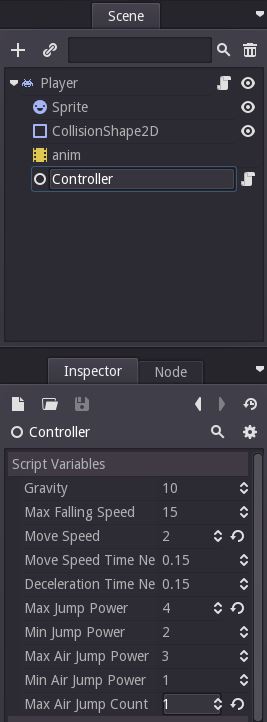 Scene
Player
Sprite
CollisionShape2D
anim
Controller
Inspector
Node
Controller
Script Variables
Gravity 10
Max Falling Speed 15
Move Speed 2
Move Speed Time Ne 0.15
Deceleration Time Ne 0.15
Max Jump Power 4
Min Jump Power 2
Max Air Jump Power 3
Min Air Jump Power 1
Max Air Jump Count 1